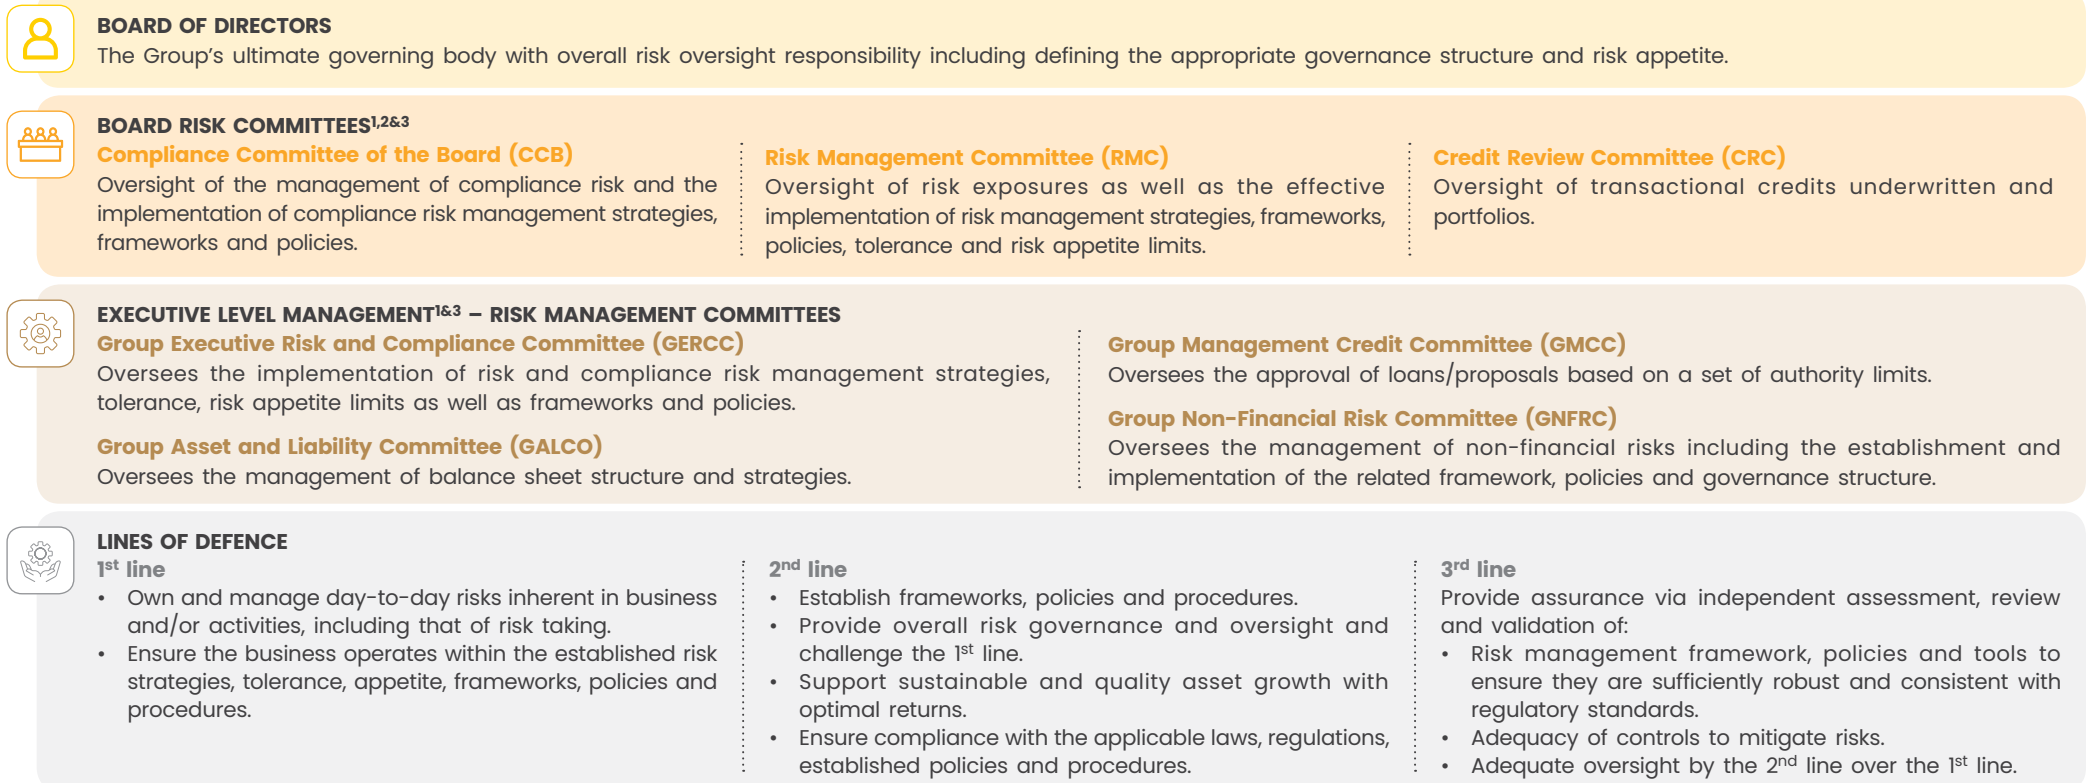 BOARD OF DIRECTORS
The Group's ultimate governing body with overall risk oversight responsibility including defining the appropriate governance structure and risk appetite.
BOARD RISK COMMITTEES1,2&3
Compliance Committee of the Board (CCB)
Oversight of the management of compliance risk and the
implementation of compliance risk management strategies,
frameworks and policies.
Risk Management Committee (RMC)
Oversight of risk exposures as well as the effective
implementation of risk management strategies, frameworks,
policies, tolerance and risk appetite limits.
Credit Review Committee (CRC)
Oversight of transactional credits underwritten and
portfolios.
EXECUTIVE LEVEL MANAGEMENT1&3 – RISK MANAGEMENT COMMITTEES
Group Executive Risk and Compliance Committee (GERCC)
Oversees the implementation of risk and compliance risk management strategies,
tolerance, risk appetite limits as well as frameworks and policies.
Group Asset and Liability Committee (GALCO)
Oversees the management of balance sheet structure and strategies.
Group Management Credit Committee (GMCC)
Oversees the approval of loans/proposals based on a set of authority limits.
Group Non-Financial Risk Committee (GNFRC)
Oversees the management of non-financial risks including the establishment and
implementation of the related framework, policies and governance structure.
LINES OF DEFENCE
1st line
• Own and manage day-to-day risks inherent in business
and/or activities, including that of risk taking.
• Ensure the business operates within the established risk
strategies, tolerance, appetite, frameworks, policies and
procedures.
2nd line
• Establish frameworks, policies and procedures.
• Provide overall risk governance and oversight and
challenge the 1st line.
• Support sustainable and quality asset growth with
optimal returns.
• Ensure compliance with the applicable laws, regulations,
established policies and procedures.
3rd line
Provide assurance via independent assessment, review
and validation of:
• Risk management framework, policies and tools to
ensure they are sufficiently robust and consistent with
regulatory standards.
• Adequacy of controls to mitigate risks.
• Adequate oversight by the 2nd line over the 1st line.